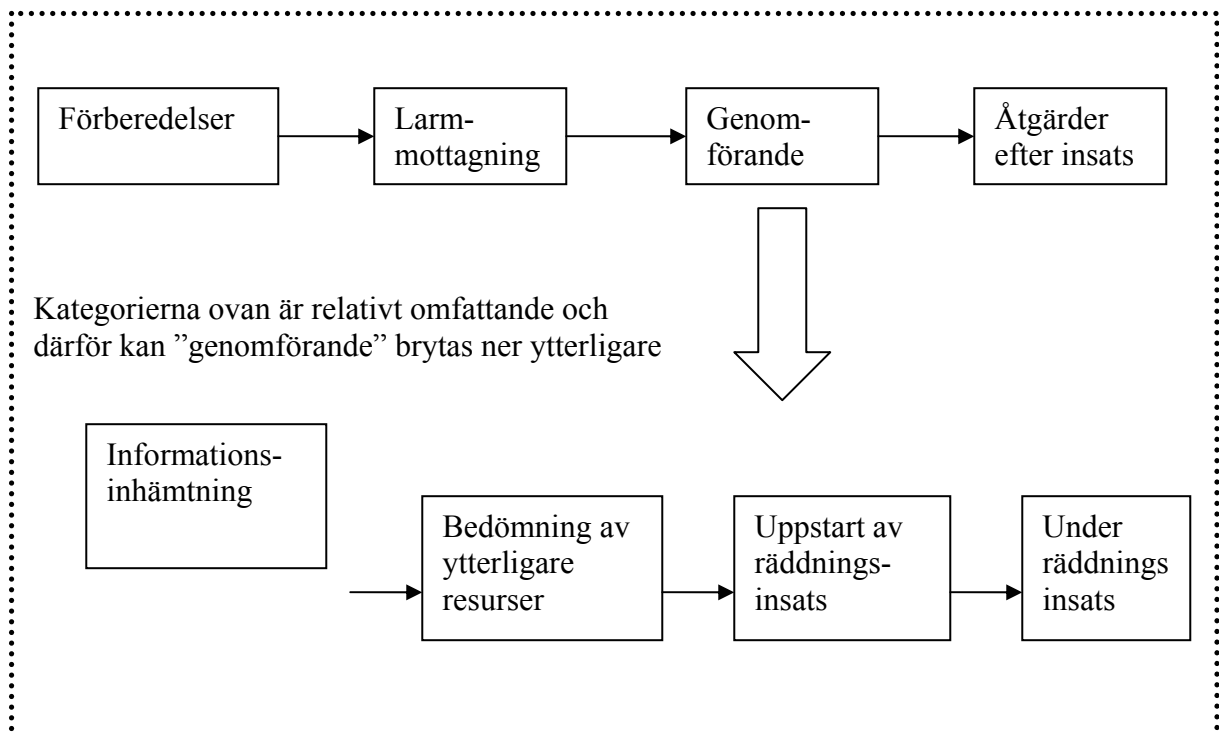 Förberedelser
Larm-
mottagning
Genom-
förande
Åtgärder
efter insats
Kategorierna ovan är relativt omfattande och
därför kan ”genomförande” brytas ner ytterligare
Informations-
inhämtning
Bedömning av
ytterligare
resurser
Uppstart av
räddnings-
insats
Under
räddnings
insats